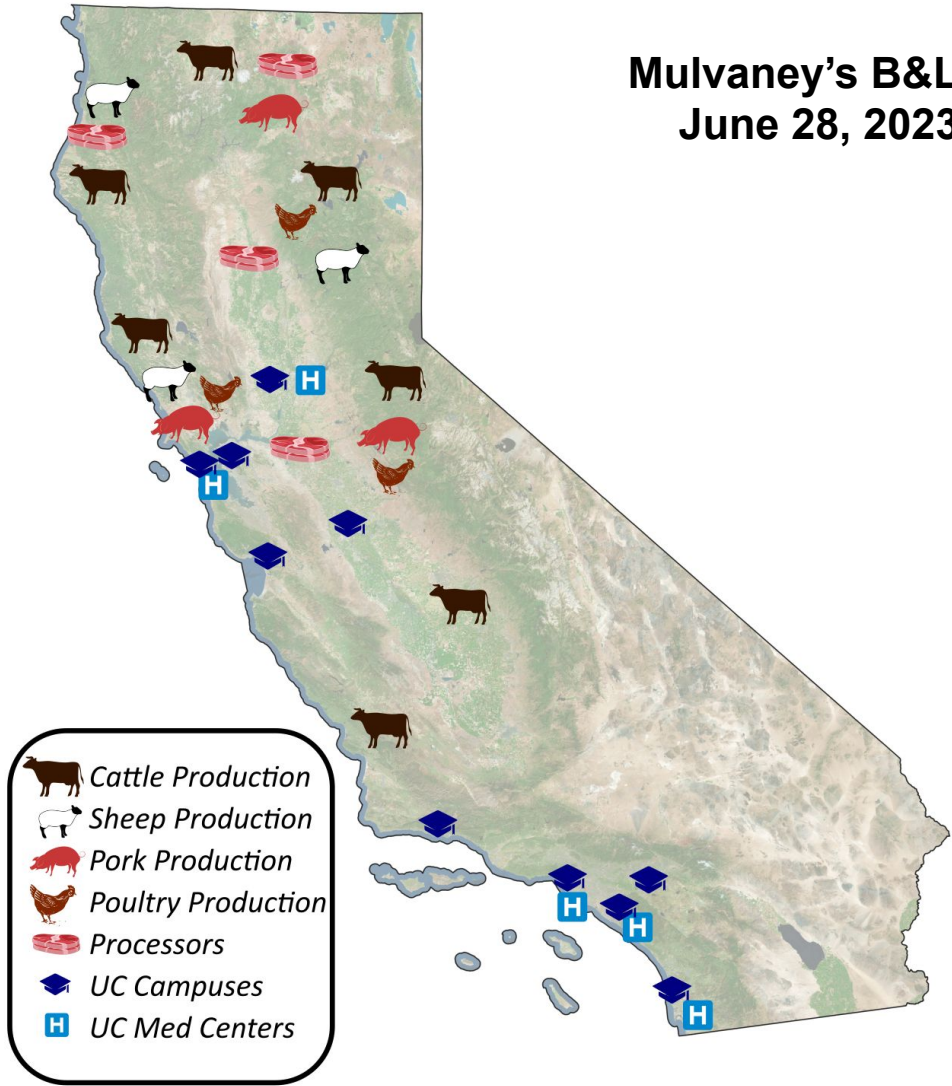 Mulvaney's B&L
June 28, 2023
Cattle Production
Sheep Production
Pork Production
Poultry Production
Processors
UC Campuses
UC Med Centers
H
H
H
H
H
H